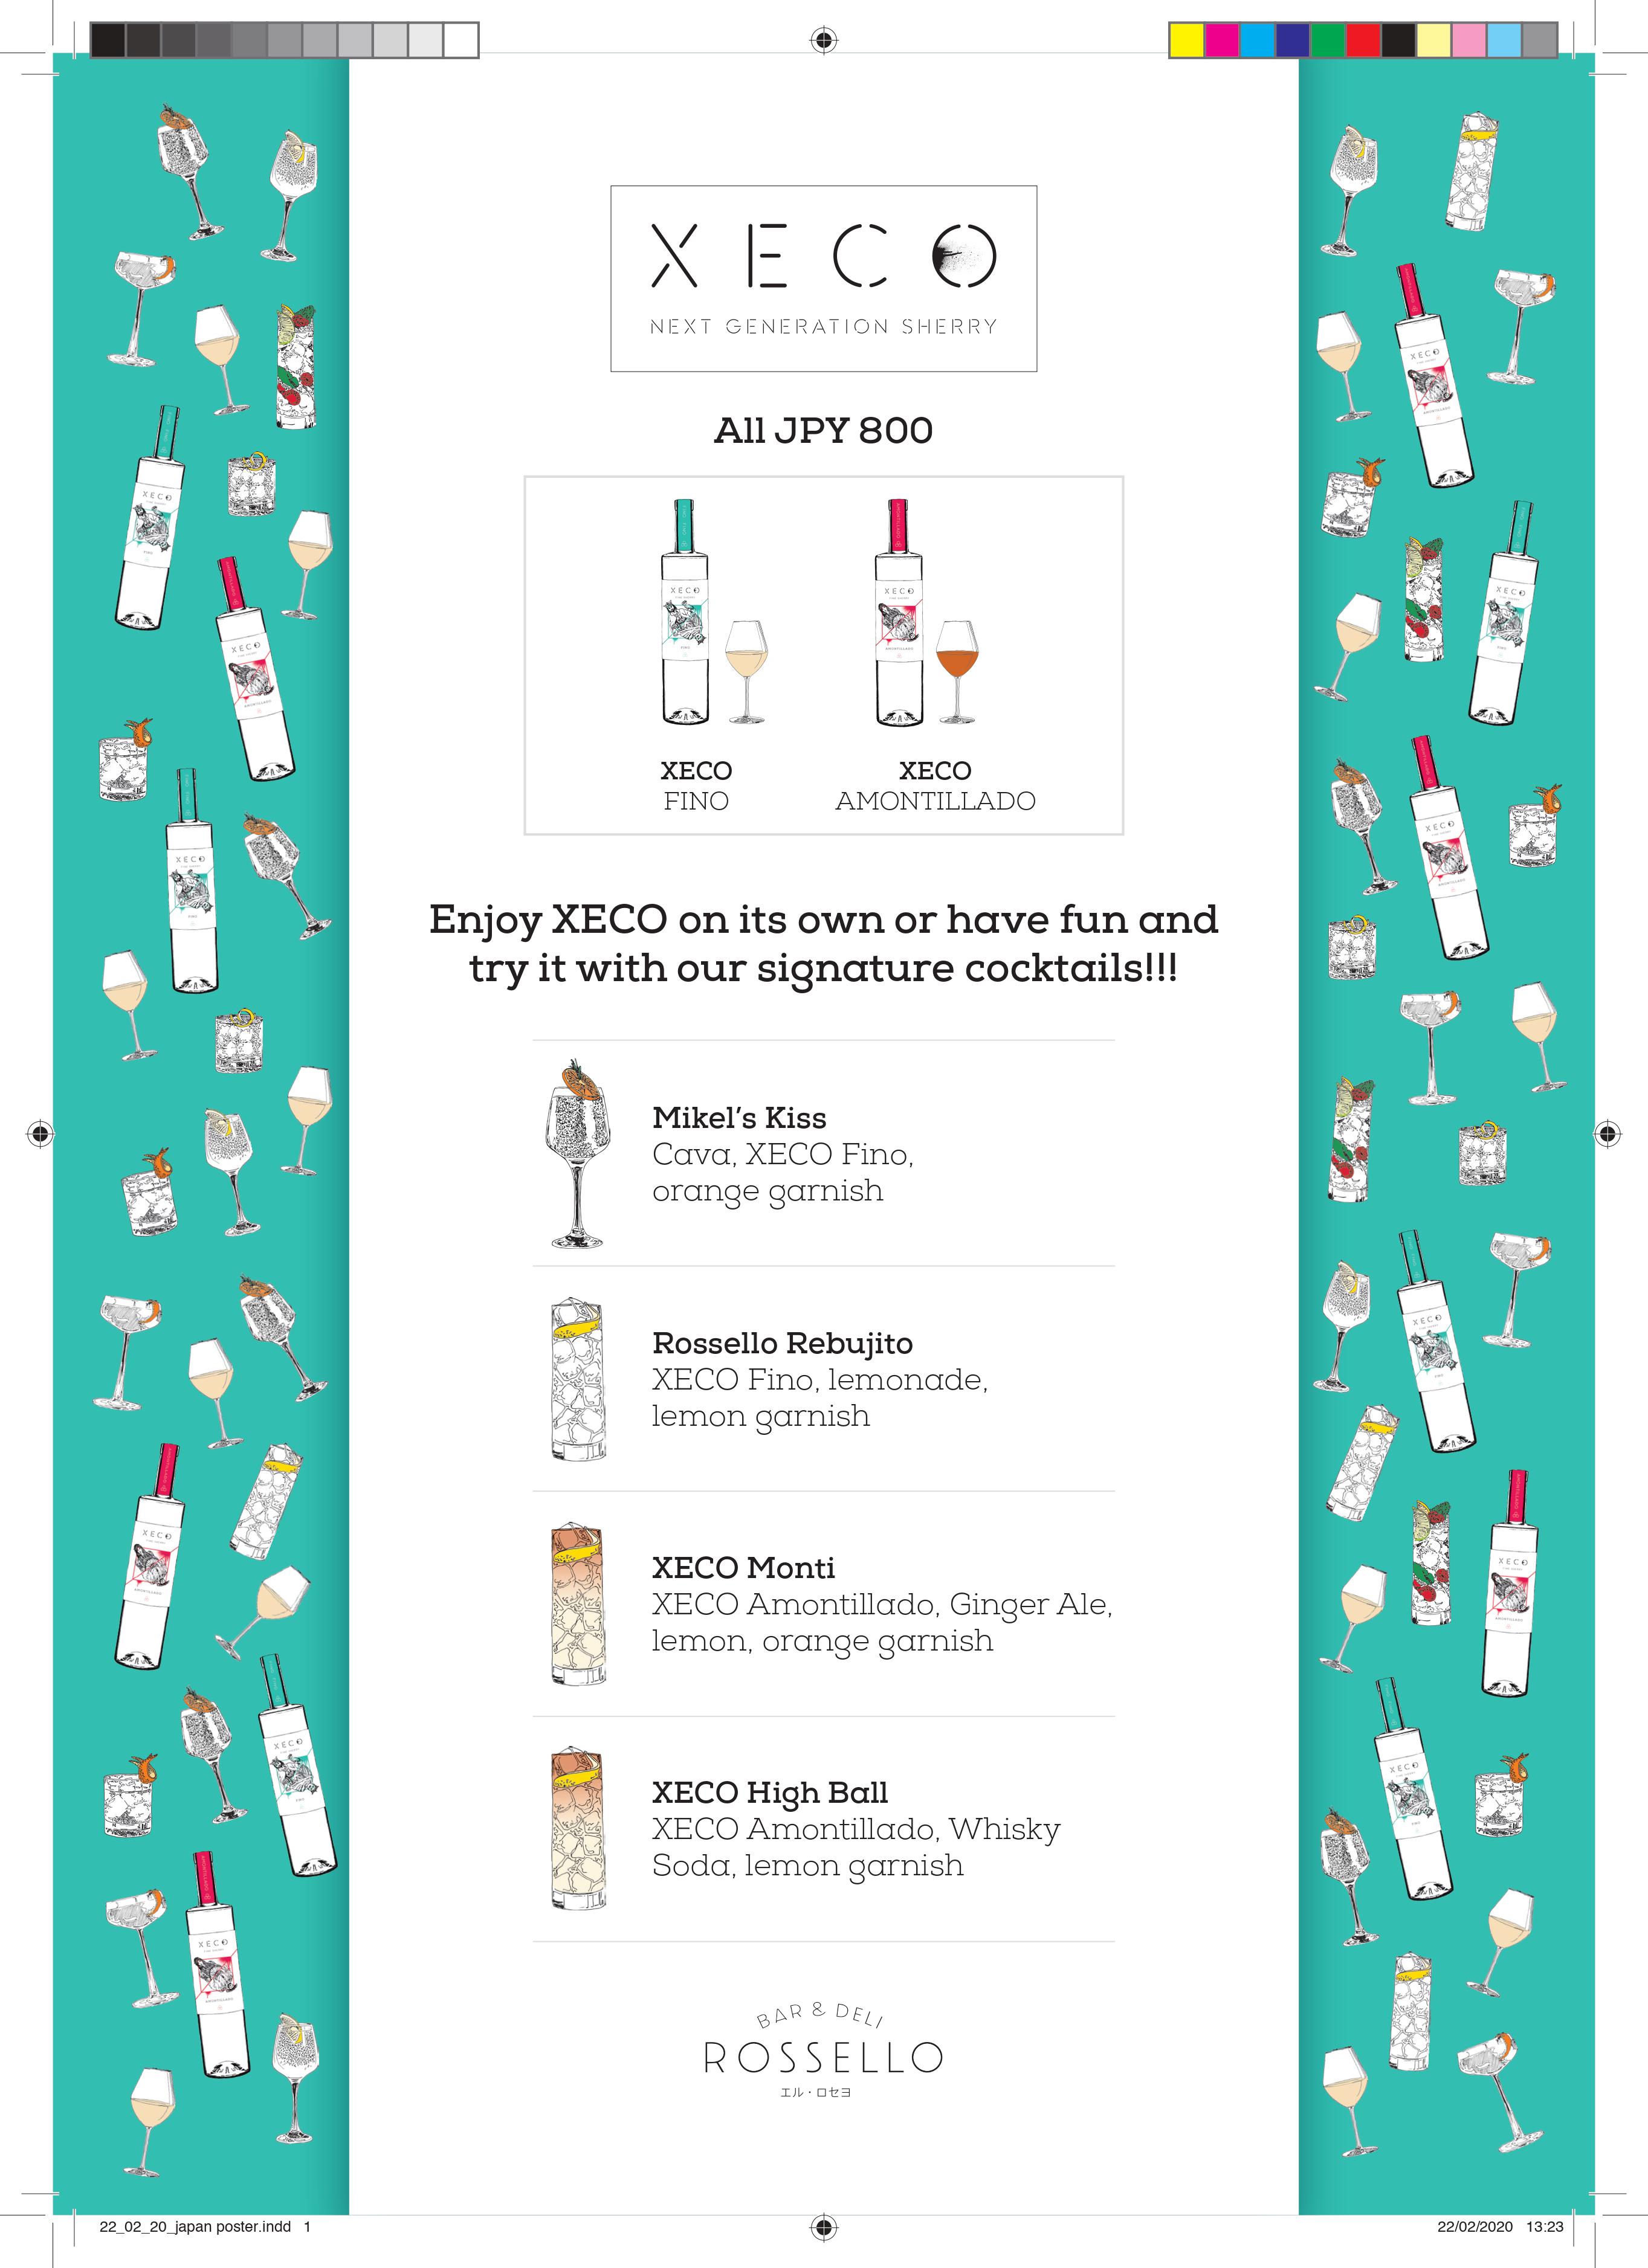 XECO
NEXT GENERATION SHERRY
All JPY 800
XECO
FINO
XECO
AMONTILLADO
Enjoy XECO on its own or have fun and
try it with our signature cocktails!!!
Mikel's Kiss
Cava, XECO Fino,
orange garnish
Rossello Rebujito
XECO Fino, lemonade,
lemon garnish
XECO Monti
XECO Amontillado, Ginger Ale,
lemon, orange garnish
XECO High Ball
XECO Amontillado, Whisky
Soda, lemon garnish
BAR & DELI
ROSSELLO
エル・ロセヨ
22_02_20_japan poster.indd 1
22/02/2020 13:23